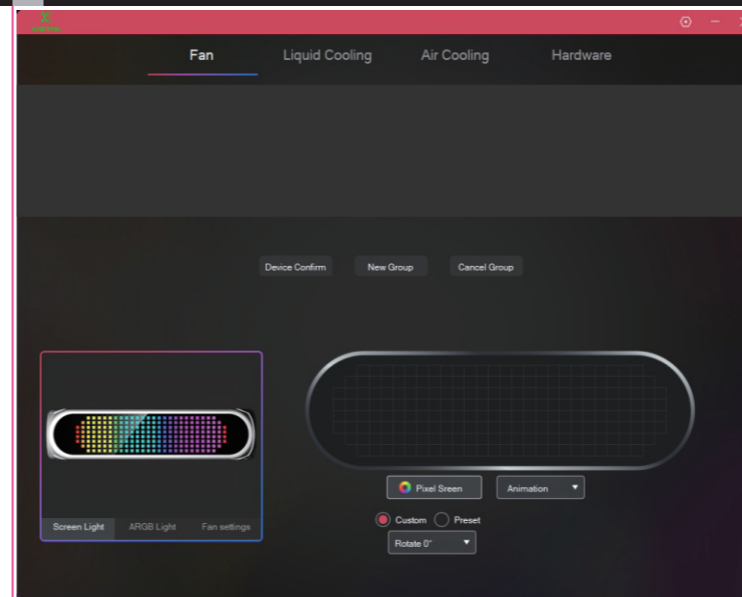 Fan Liquid Cooling Air Cooling Hardware
Device Confirm New Group Cancel Group
Pixel Sreen Animation
Screen Light ARGB Light Fan settings
Custom Preset
Rotate 0°